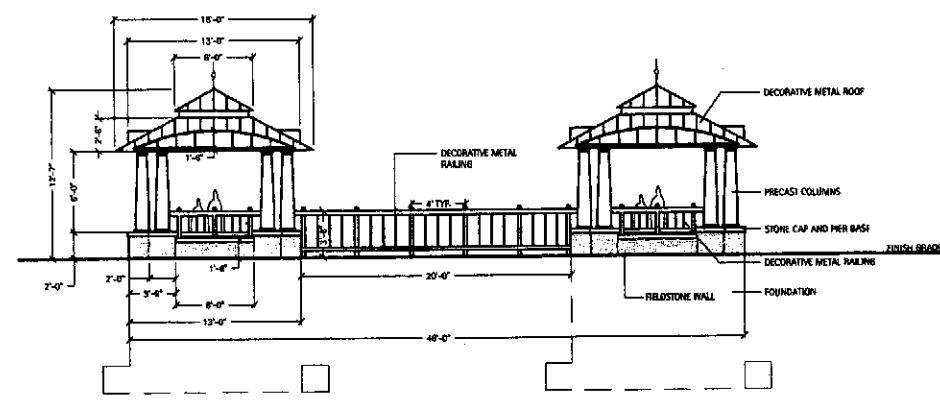 15'-0"
13'-0"
6'-0"
12'-7"
2'-6"
1'-6"
6'-0"
2'-0"
DECORATIVE METAL
RAILING
4' TYP.
DECORATIVE METAL ROOF
PRECAST COLUMNS
STONE CAP AND PIER BASE
FINISH GRADE
DECORATIVE METAL RAILING
FIELDSTONE WALL
FOUNDATION
2'-0"
1'-6"
3'-6"
6'-0"
20'-0"
13'-0"
46'-0"